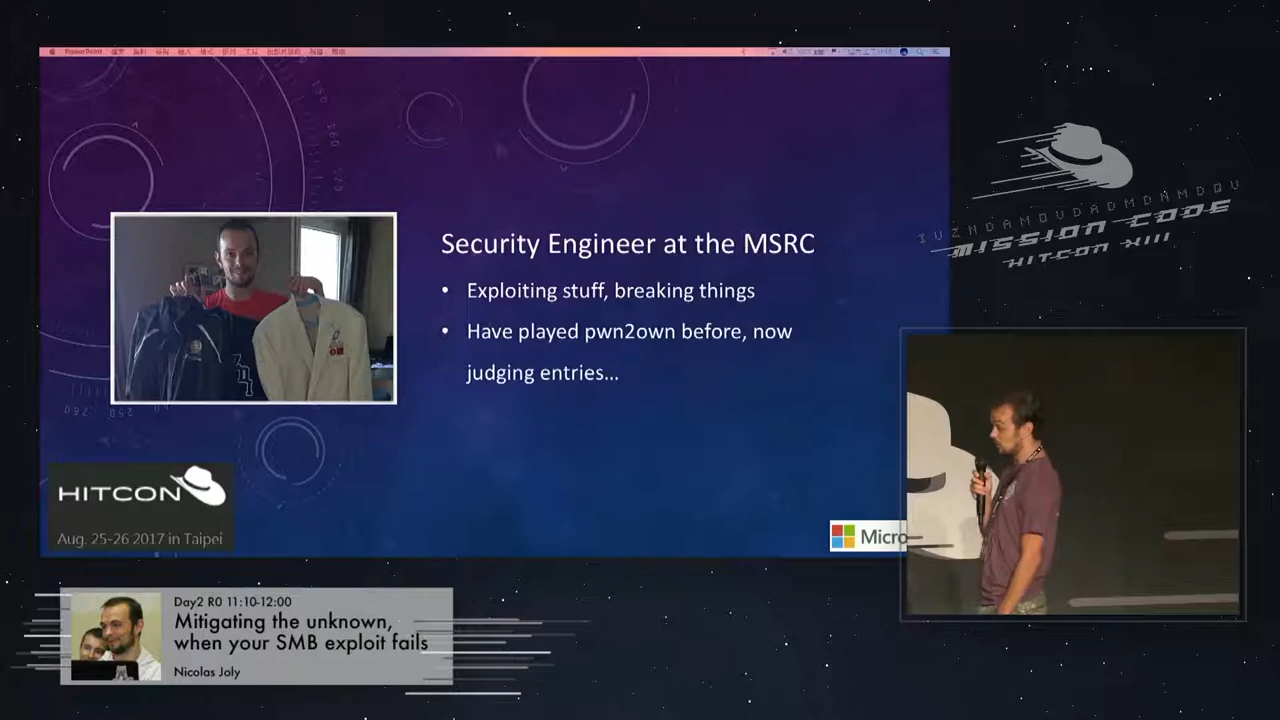 PowerPoint
Security Engineer at the MSRC
• Exploiting stuff, breaking things
• Have played pwn2own before, now
judging entries…
HITCON
Aug. 25-26 2017 in Taipei
Micro
MISSION CODE
HITCON XIII
Day2 R0 11:10-12:00
Mitigating the unknown,
when your SMB exploit fails
Nicolas Joly